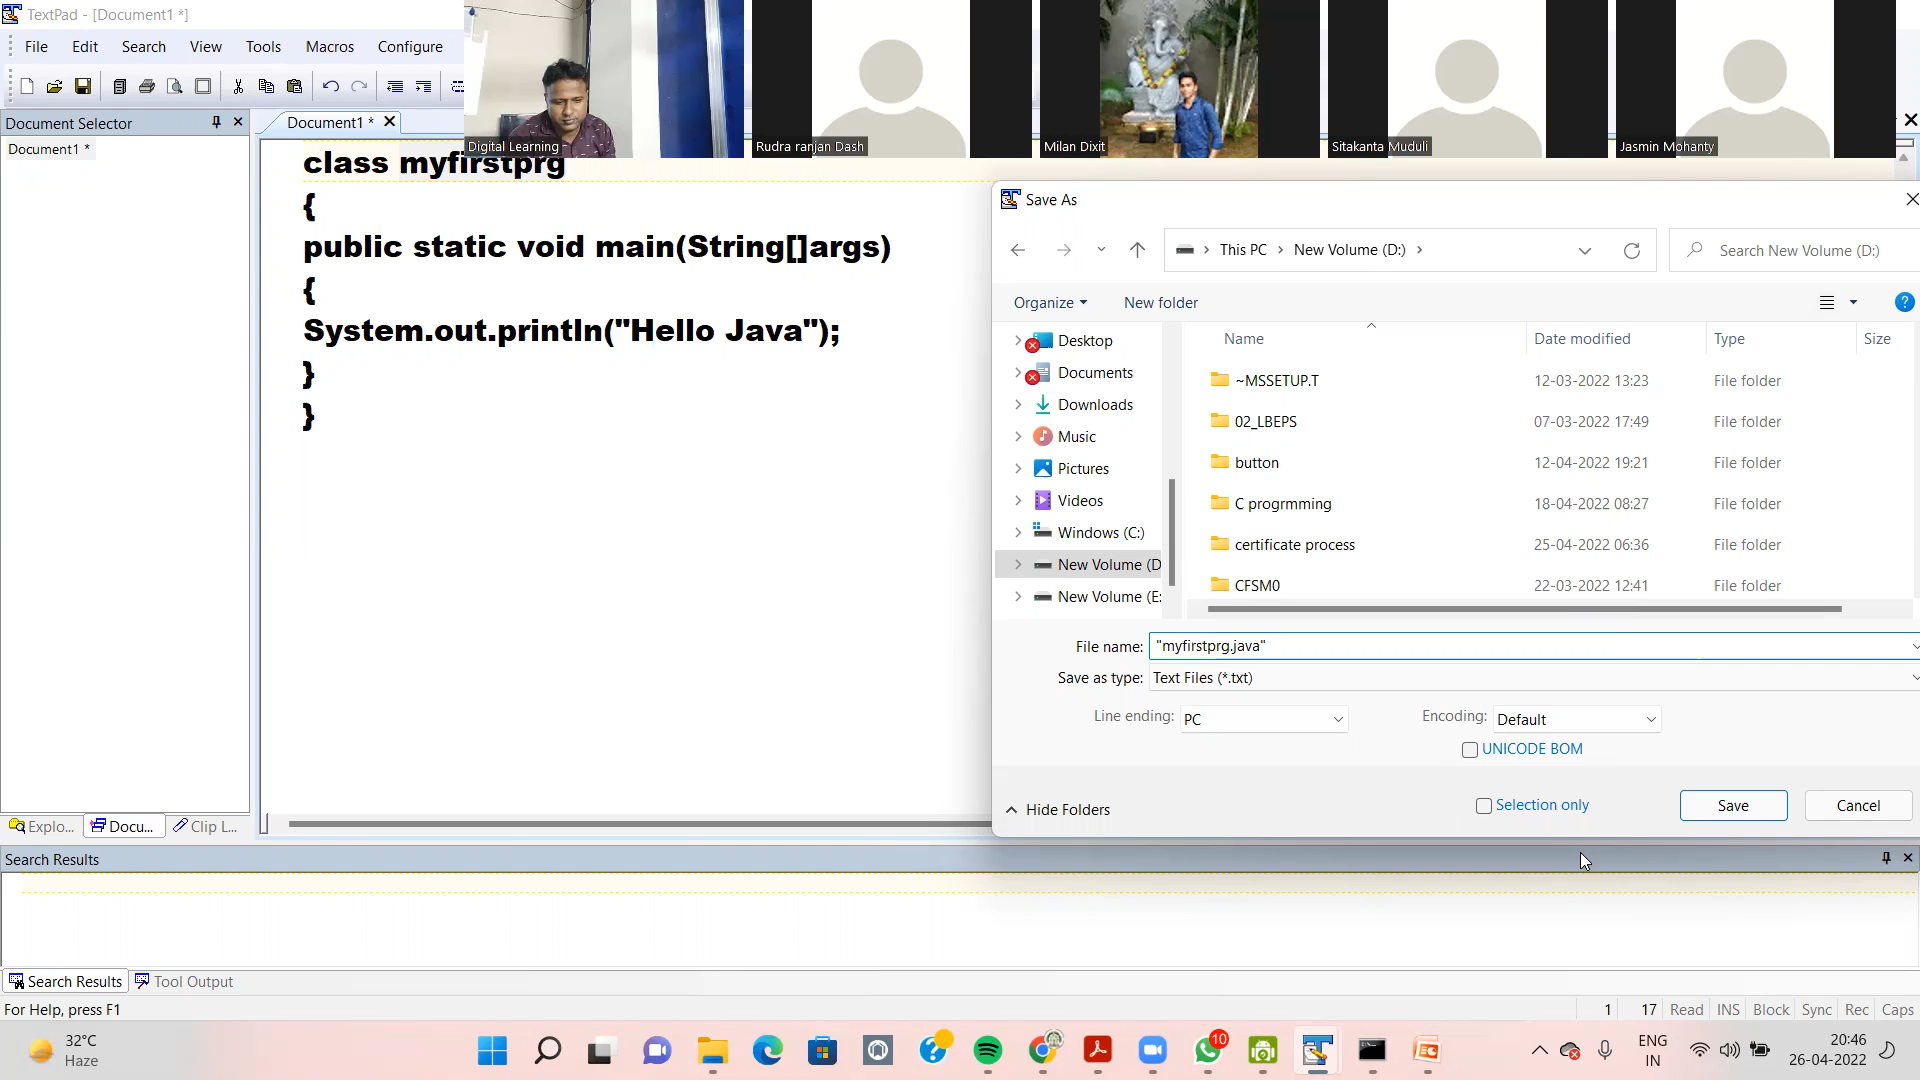 TextPad - [Document1 *]
File Edit Search View Tools Macros Configure
Digital Learning
Rudra ranjan Dash
Milan Dixit
Sitakanta Muduli
Jasmin Mohanty
Document Selector
Document1 *
Document1 *
class myfirstprg
{
public static void main(String[]args)
{
System.out.println("Hello Java");
}
}
Save As
This PC > New Volume (D:) >
Search New Volume (D:)
Organize
New folder
Desktop
Documents
Downloads
Music
Pictures
Videos
Windows (C:)
New Volume (D
New Volume (E:
Name Date modified Type Size
~MSSETUP.T 12-03-2022 13:23 File folder
02_LBEPS 07-03-2022 17:49 File folder
button 12-04-2022 19:21 File folder
C progrmming 18-04-2022 08:27 File folder
certificate process 25-04-2022 06:36 File folder
CFSM0 22-03-2022 12:41 File folder
File name: "myfirstprg.java"
Save as type: Text Files (*.txt)
Line ending: PC
Encoding: Default
UNICODE BOM
Hide Folders
Selection only
Save
Cancel
Explo...
Docu...
Clip L...
Search Results
Search Results
Tool Output
For Help, press F1
1 17 Read INS Block Sync Rec Caps
32°C
Haze
10
ENG
IN
20:46
26-04-2022